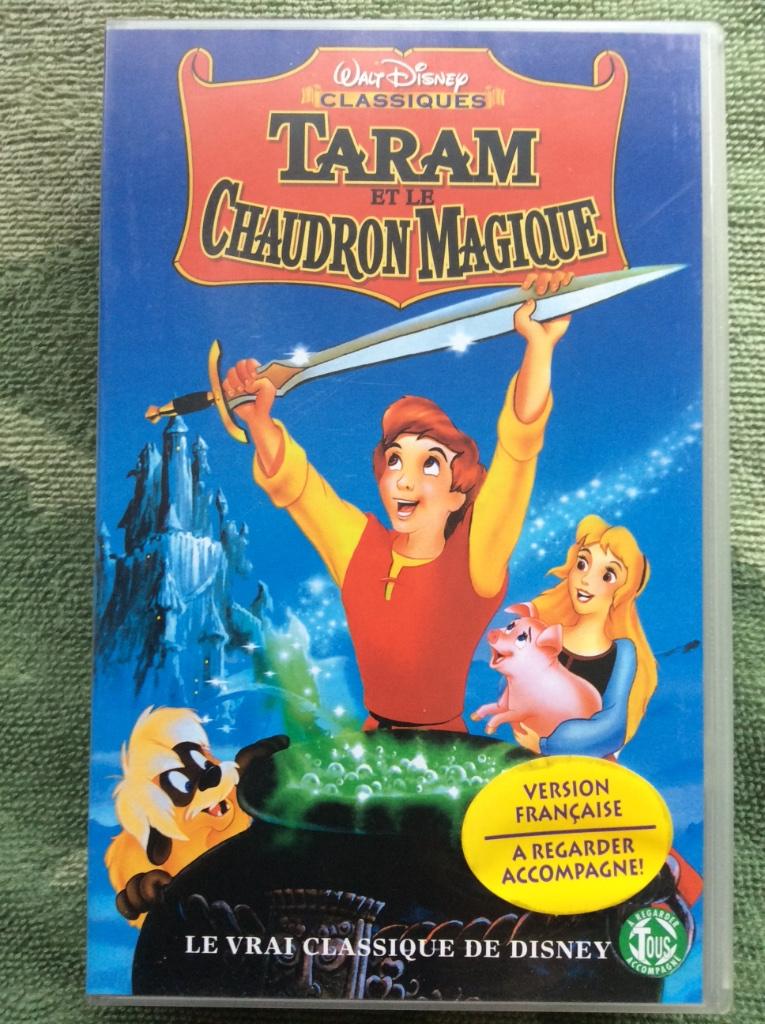 WALT DISNEY
CLASSIQUES
TARAM
ET LE
CHAUDRON MAGIQUE
VERSION
FRANÇAISE
A REGARDER
ACCOMPAGNE!
LE VRAI CLASSIQUE DE DISNEY
A REGARDER
TOUS
ACCOMPAGNÉ